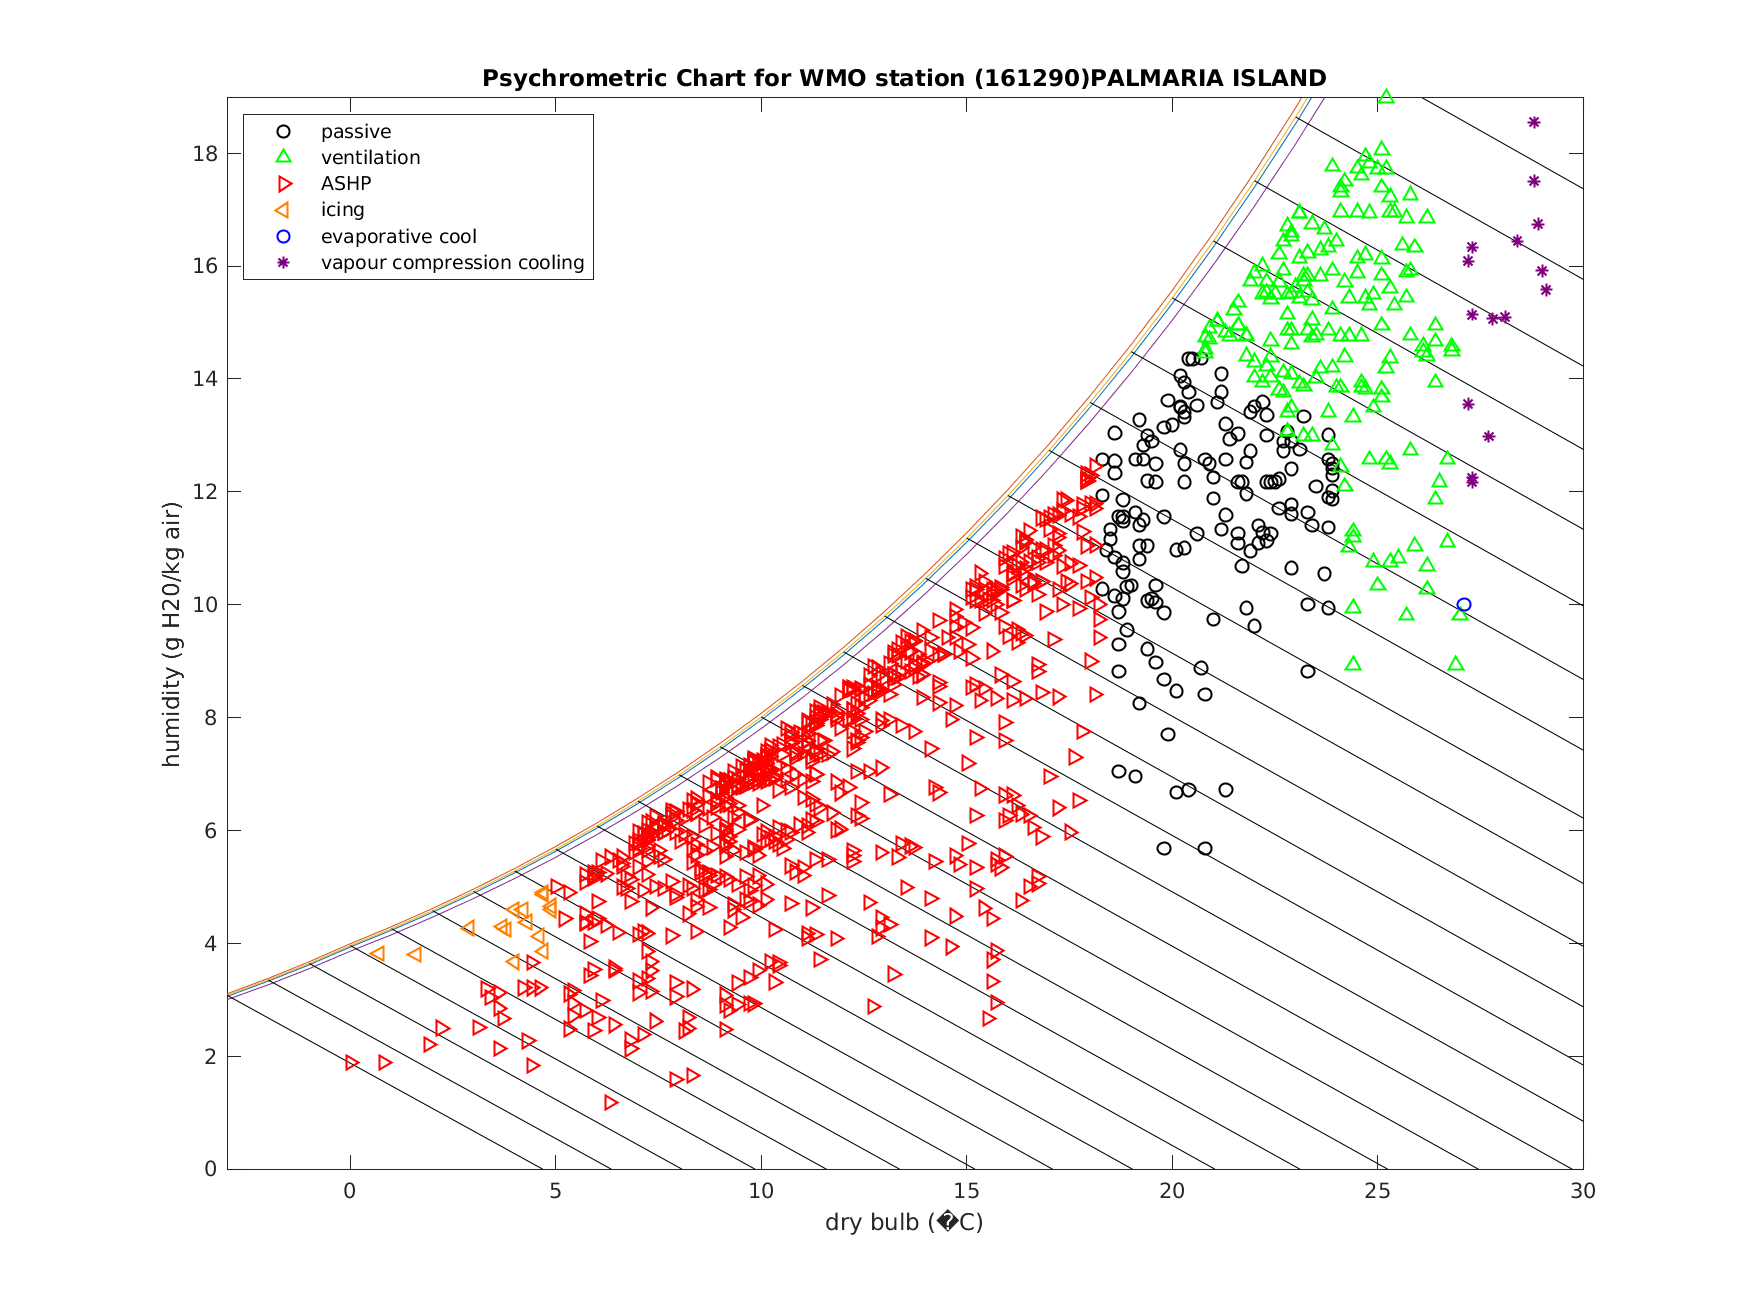 Psychrometric Chart for WMO station (161290)PALMARIA ISLAND
passive
ventilation
ASHP
icing
evaporative cool
vapour compression cooling
humidity (g H20/kg air)
18
16
14
12
10
8
6
4
2
0
0 5 10 15 20 25 30
dry bulb (�C)